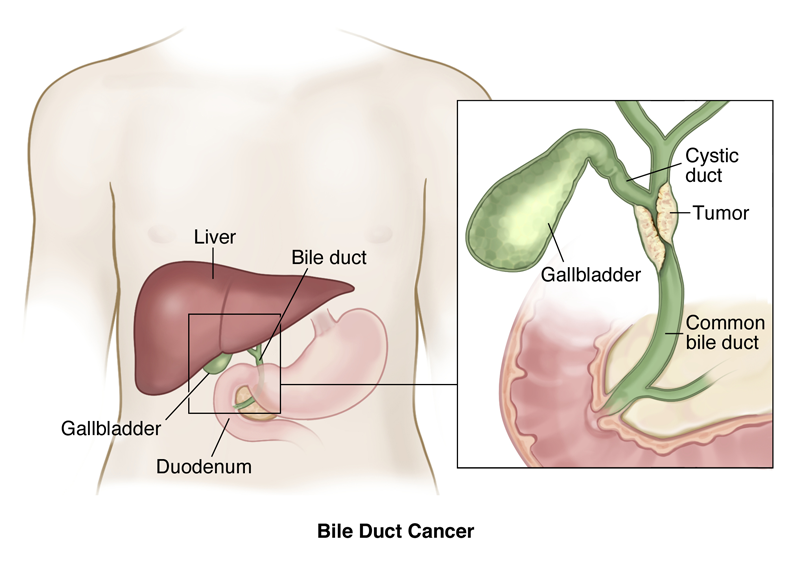 Liver
Bile duct
Gallbladder
Duodenum
Cystic
duct
Tumor
Gallbladder
Common
bile duct
Bile Duct Cancer